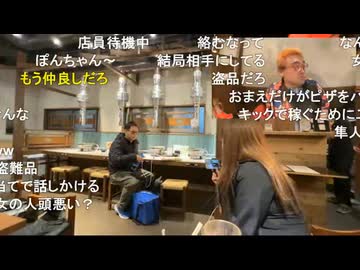 店員待機中
絡むなって
なん
ぽんちゃん～
結局相手にしてる
女
もう仲良しだろ
盗品だろ
おまえだけがピザをバ
んな
キックで稼ぐために
隼人
ww
盗難品
当てで話しかける
女の人頭悪い？